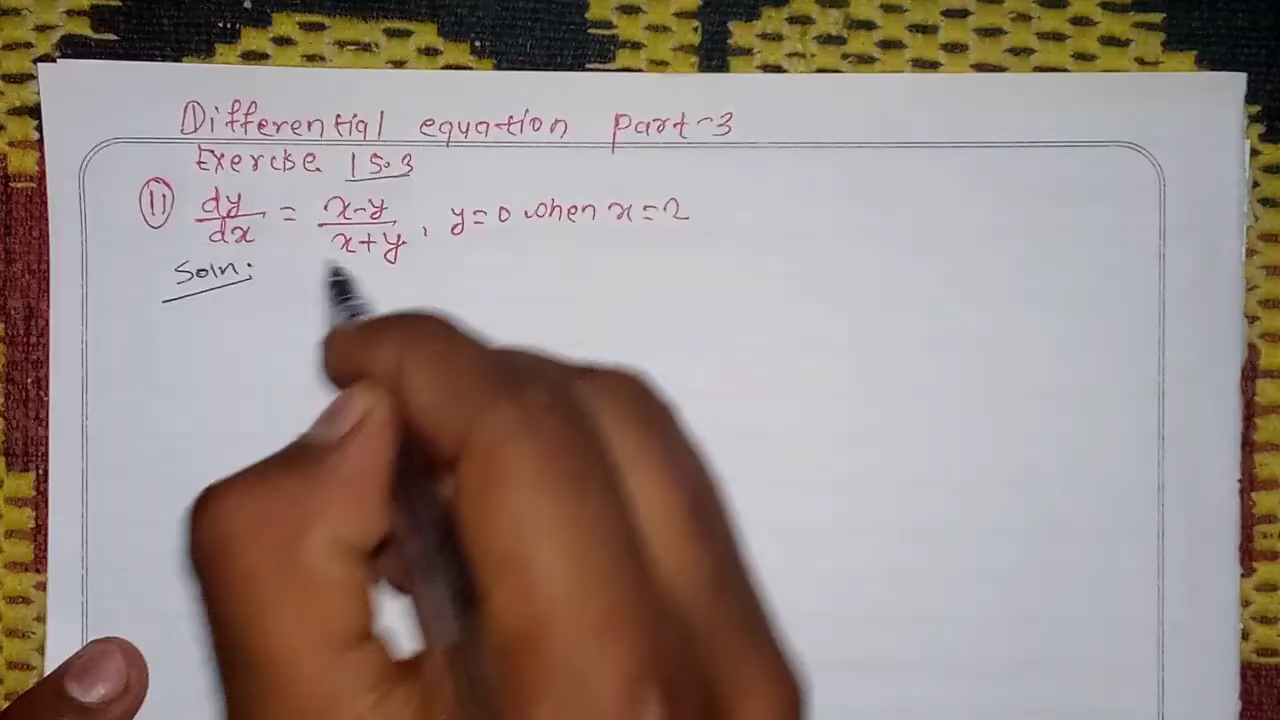 Differential equation Part-3
Exercise 15.3
⑪ dy/dx = x-y/x+y, y=0 when x=2
Soln: